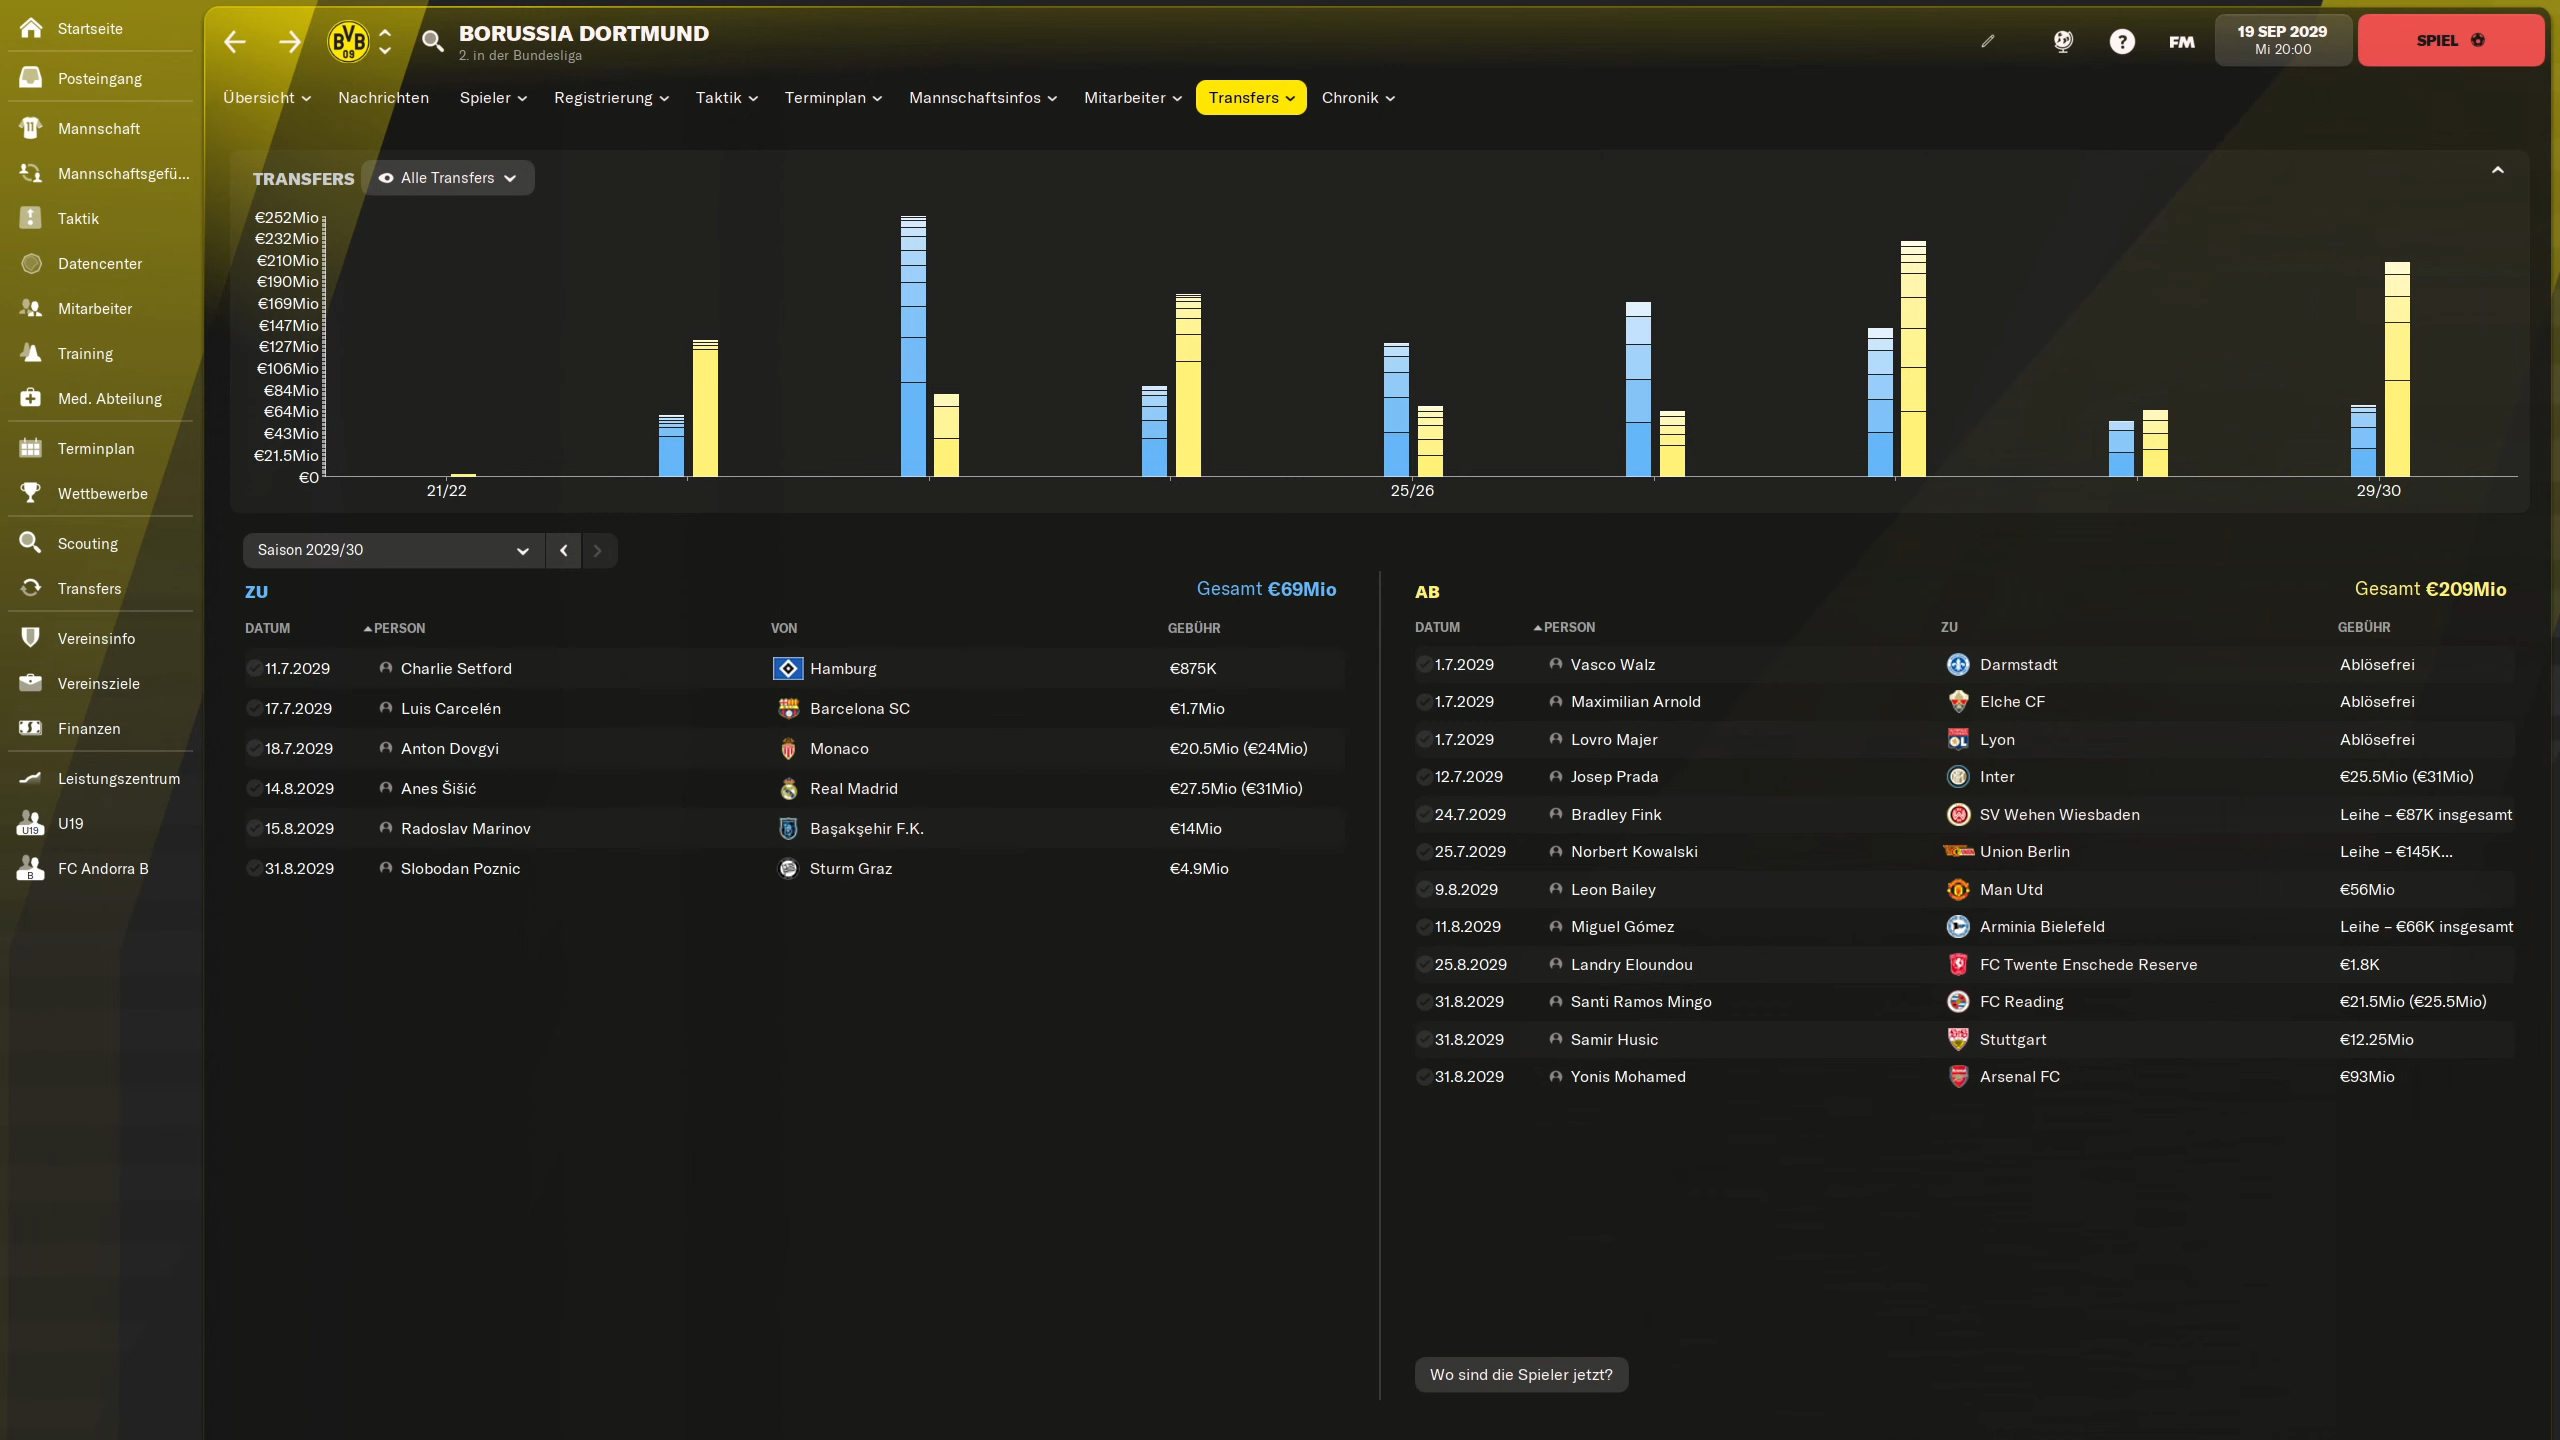 Startseite
Posteingang
Mannschaft
Mannschaftsgefü...
Taktik
Datencenter
Mitarbeiter
Training
Med. Abteilung
Terminplan
Wettbewerbe
Scouting
Transfers
Vereinsinfo
Vereinsziele
Finanzen
Leistungszentrum
U19 U19
B FC Andorra B
BVB 09
BORUSSIA DORTMUND
2. in der Bundesliga
FM
19 SEP 2029
Mi 20:00
SPIEL
Übersicht Nachrichten Spieler Registrierung Taktik Terminplan Mannschaftsinfos Mitarbeiter Transfers Chronik
TRANSFERS Alle Transfers
€252Mio
€232Mio
€210Mio
€190Mio
€169Mio
€147Mio
€127Mio
€106Mio
€84Mio
€64Mio
€43Mio
€21.5Mio
€0
21/22 25/26 29/30
Saison 2029/30
ZU Gesamt €69Mio
DATUM PERSON VON GEBÜHR
11.7.2029 Charlie Setford Hamburg €875K
17.7.2029 Luis Carcelén Barcelona SC €1.7Mio
18.7.2029 Anton Dovgyi Monaco €20.5Mio (€24Mio)
14.8.2029 Anes Šišić Real Madrid €27.5Mio (€31Mio)
15.8.2029 Radoslav Marinov Başakşehir F.K. €14Mio
31.8.2029 Slobodan Poznic Sturm Graz €4.9Mio
AB Gesamt €209Mio
DATUM PERSON ZU GEBÜHR
1.7.2029 Vasco Walz Darmstadt Ablösefrei
1.7.2029 Maximilian Arnold Elche CF Ablösefrei
1.7.2029 Lovro Majer Lyon Ablösefrei
12.7.2029 Josep Prada Inter €25.5Mio (€31Mio)
24.7.2029 Bradley Fink SV Wehen Wiesbaden Leihe – €87K insgesamt
25.7.2029 Norbert Kowalski Union Berlin Leihe – €145K...
9.8.2029 Leon Bailey Man Utd €56Mio
11.8.2029 Miguel Gómez Arminia Bielefeld Leihe – €66K insgesamt
25.8.2029 Landry Eloundou FC Twente Enschede Reserve €1.8K
31.8.2029 Santi Ramos Mingo FC Reading €21.5Mio (€25.5Mio)
31.8.2029 Samir Husic Stuttgart €12.25Mio
31.8.2029 Yonis Mohamed Arsenal FC €93Mio
Wo sind die Spieler jetzt?